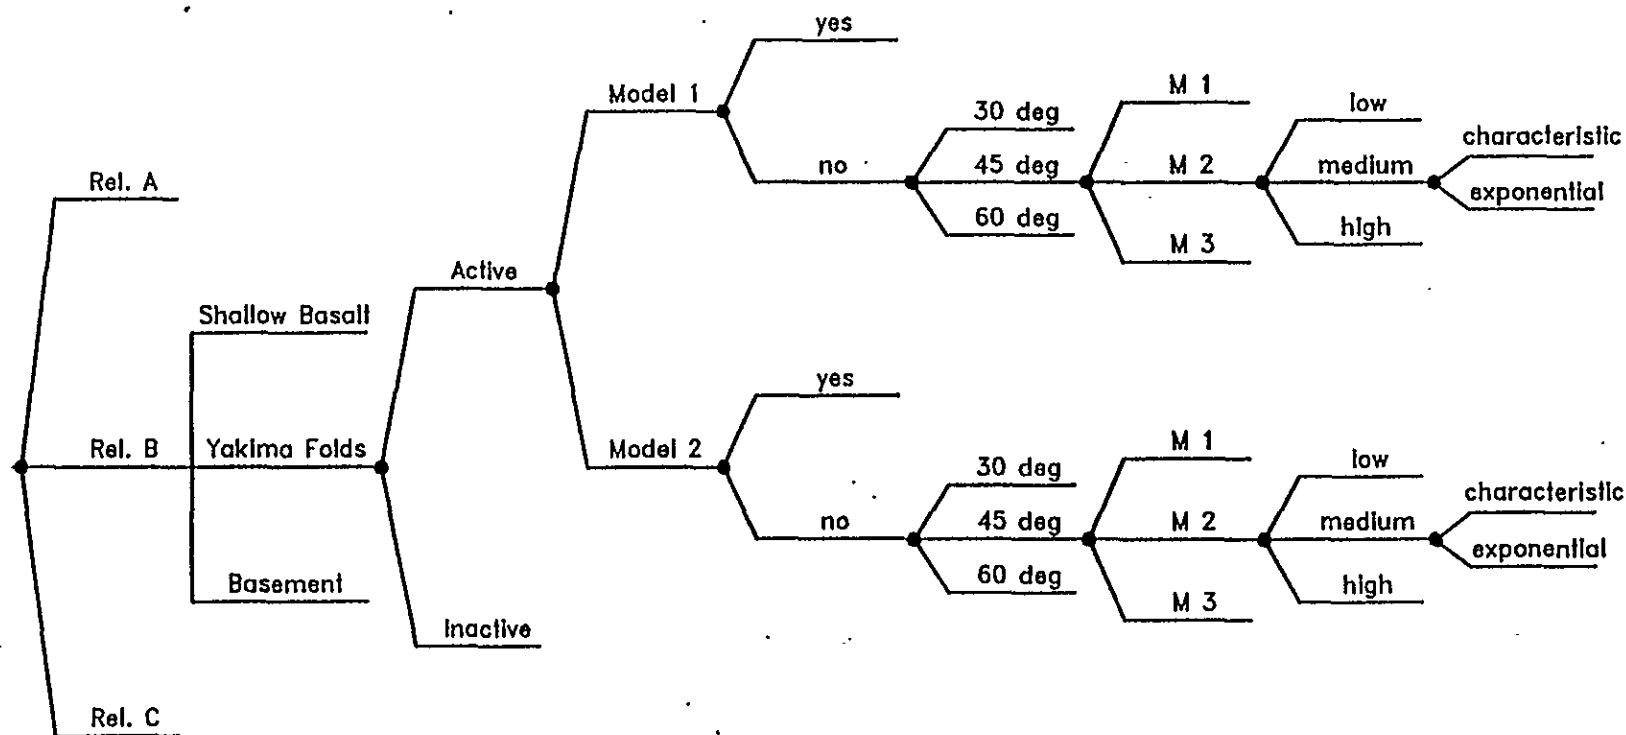 Rel. A
Rel. B
Rel. C
Shallow Basalt
Yakima Folds
Basement
Active
Inactive
Model 1
Model 2
yes
no
30 deg
45 deg
60 deg
M 1
M 2
M 3
low
medium
high
characteristic
exponential
yes
no
30 deg
45 deg
60 deg
M 1
M 2
M 3
low
medium
high
characteristic
exponential